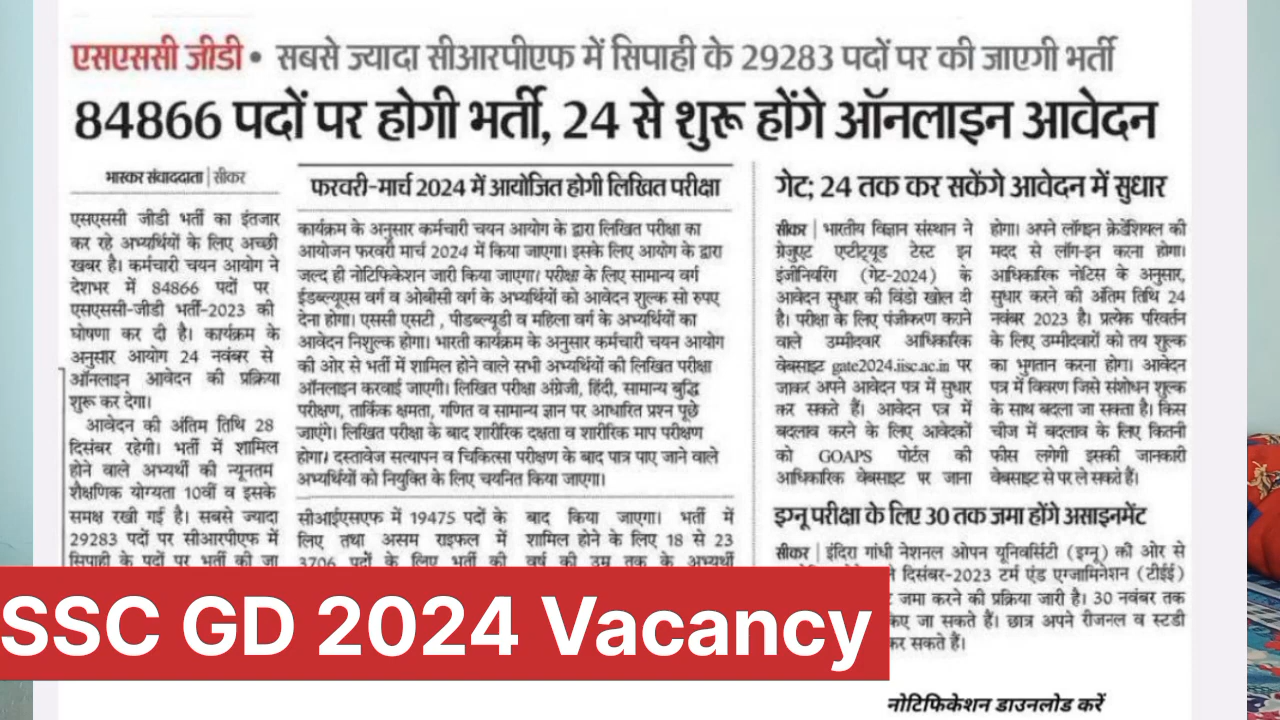 एसएससी जीडी • सबसे ज्यादा सीआरपीएफ में सिपाही के 29283 पदों पर की जाएगी भर्ती
84866 पदों पर होगी भर्ती, 24 से शुरू होंगे ऑनलाइन आवेदन
भास्कर संवाददाता | सीकर
एसएससी जीडी भर्ती का इंतजार
कर रहे अभ्यर्थियों के लिए अच्छी
खबर है। कर्मचारी चयन आयोग ने
देशभर में 84866 पदों पर
एसएससी-जीडी भर्ती-2023 की
घोषणा कर दी है। कार्यक्रम के
अनुसार आयोग 24 नवंबर से
ऑनलाइन आवेदन की प्रक्रिया
शुरू कर देगा।
आवेदन की अंतिम तिथि 28
दिसंबर रहेगी। भर्ती में शामिल
होने वाले अभ्यर्थी की न्यूनतम
शैक्षणिक योग्यता 10वीं व इसके
समक्ष रखी गई है। सबसे ज्यादा
29283 पदों पर सीआरपीएफ में
सिपाही के पदों पर भर्ती की जा
फरवरी-मार्च 2024 में आयोजित होगी लिखित परीक्षा
कार्यक्रम के अनुसार कर्मचारी चयन आयोग के द्वारा लिखित परीक्षा का
आयोजन फरवरी मार्च 2024 में किया जाएगा। इसके लिए आयोग के द्वारा
जल्द ही नोटिफिकेशन जारी किया जाएगा। परीक्षा के लिए सामान्य वर्ग
ईडब्ल्यूएस वर्ग व ओबीसी वर्ग के अभ्यर्थियों को आवेदन शुल्क सो रुपए
देना होगा। एससी एसटी , पीडब्ल्यूडी व महिला वर्ग के अभ्यर्थियों का
आवेदन निशुल्क होगा। भारती कार्यक्रम के अनुसार कर्मचारी चयन आयोग
की ओर से भर्ती में शामिल होने वाले सभी अभ्यर्थियों की लिखित परीक्षा
ऑनलाइन करवाई जाएगी। लिखित परीक्षा अंग्रेजी, हिंदी, सामान्य बुद्धि
परीक्षण, तार्किक क्षमता, गणित व सामान्य ज्ञान पर आधारित प्रश्न पूछे
जाएंगे। लिखित परीक्षा के बाद शारीरिक दक्षता व शारीरिक माप परीक्षण
होगा। दस्तावेज सत्यापन व चिकित्सा परीक्षण के बाद पात्र पाए जाने वाले
अभ्यर्थियों को नियुक्ति के लिए चयनित किया जाएगा।
सीआईएसएफ में 19475 पदों के
लिए तथा असम राइफल में
3706 पदों के लिए भर्ती की
बाद किया जाएगा। भर्ती में
शामिल होने के लिए 18 से 23
वर्ष की उम्र तक के अभ्यर्थी
गेट; 24 तक कर सकेंगे आवेदन में सुधार
सीकर | भारतीय विज्ञान संस्थान ने
ग्रेजुएट एप्टीट्यूड टेस्ट इन
इंजीनियरिंग (गेट-2024) के
आवेदन सुधार की विंडो खोल दी
है। परीक्षा के लिए पंजीकरण कराने
वाले उम्मीदवार आधिकारिक
वेबसाइट gate2024.iisc.ac.in पर
जाकर अपने आवेदन पत्र में सुधार
कर सकते हैं। आवेदन पत्र में
बदलाव करने के लिए आवेदकों
को GOAPS पोर्टल की
आधिकारिक वेबसाइट पर जाना
होगा। अपने लॉगइन क्रेडेंशियल की
मदद से लॉग-इन करना होगा।
आधिकारिक नोटिस के अनुसार,
सुधार करने की अंतिम तिथि 24
नवंबर 2023 है। प्रत्येक परिवर्तन
के लिए उम्मीदवारों को तय शुल्क
का भुगतान करना होगा। आवेदन
पत्र में विवरण जिसे संशोधन शुल्क
के साथ बदला जा सकता है। किस
चीज में बदलाव के लिए कितनी
फीस लगेगी इसकी जानकारी
वेबसाइट से पर ले सकते हैं।
इग्नू परीक्षा के लिए 30 तक जमा होंगे असाइनमेंट
सीकर | इंदिरा गांधी नेशनल ओपन यूनिवर्सिटी (इग्नू) की ओर से
दिसंबर-2023 टर्म एंड एग्जामिनेशन (टीईई)
जमा करने की प्रक्रिया जारी है। 30 नवंबर तक
जा सकते हैं। छात्र अपने रीजनल व स्टडी
कर सकते हैं।
SSC GD 2024 Vacancy
नोटिफिकेशन डाउनलोड करें